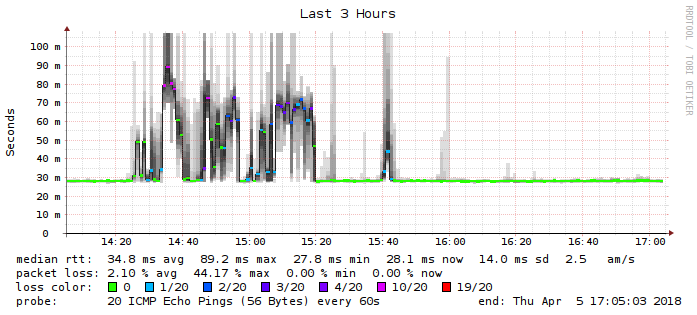 Last 3 Hours
RRDTOOL / TOBI OETIKER
Seconds
100 m
90 m
80 m
70 m
60 m
50 m
40 m
30 m
20 m
10 m
0
14:20 14:40 15:00 15:20 15:40 16:00 16:20 16:40 17:00
median rtt: 34.8 ms avg 89.2 ms max 27.8 ms min 28.1 ms now 14.0 ms sd 2.5 am/s
packet loss: 2.10 % avg 44.17 % max 0.00 % min 0.00 % now
loss color: 0 1/20 2/20 3/20 4/20 10/20 19/20
probe: 20 ICMP Echo Pings (56 Bytes) every 60s end: Thu Apr 5 17:05:03 2018